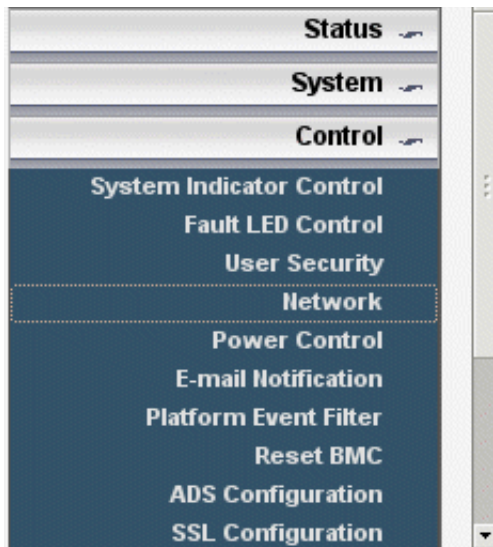 Status
System
Control
System Indicator Control
Fault LED Control
User Security
Network
Power Control
E-mail Notification
Platform Event Filter
Reset BMC
ADS Configuration
SSL Configuration